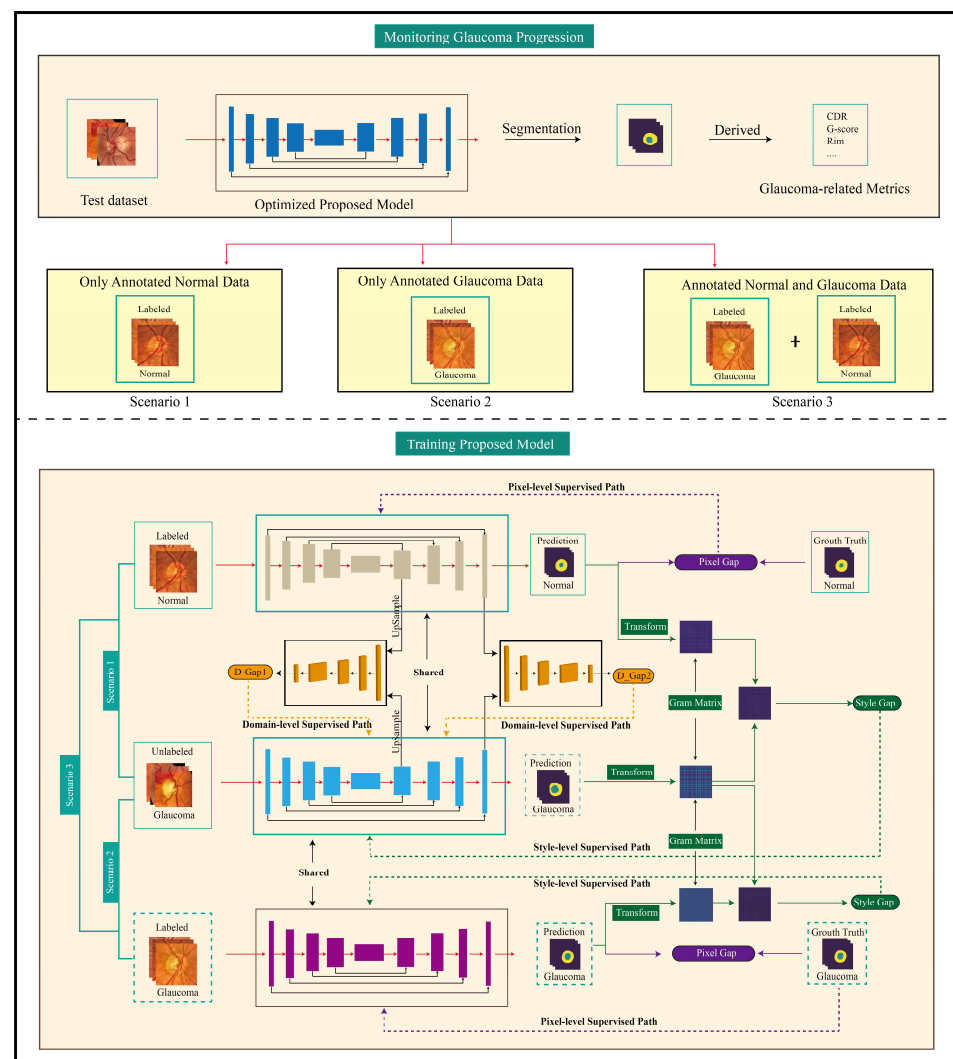 Monitoring Glaucoma Progression
Test dataset
Optimized Proposed Model
Segmentation
Derived
CDR
G-score
Rim
....
Glaucoma-related Metrics
Only Annotated Normal Data
Labeled
Normal
Scenario 1
Only Annotated Glaucoma Data
Labeled
Glaucoma
Scenario 2
Annotated Normal and Glaucoma Data
Labeled
Glaucoma
+
Labeled
Normal
Scenario 3
Training Proposed Model
Pixel-level Supervised Path
Labeled
Normal
Prediction
Normal
Pixel Gap
Grouth Truth
Normal
UpSample
Transform
Scenario 1
Shared
D_Gap1
D_Gap2
Gram Matrix
Style Gap
Domain-level Supervised Path
Domain-level Supervised Path
UpSample
Scenario 3
Unlabeled
Glaucoma
Prediction
Glaucoma
Transform
Gram Matrix
Style-level Supervised Path
Scenario 2
Shared
Style-level Supervised Path
Style Gap
Labeled
Glaucoma
Prediction
Glaucoma
Transform
Pixel Gap
Grouth Truth
Glaucoma
Pixel-level Supervised Path